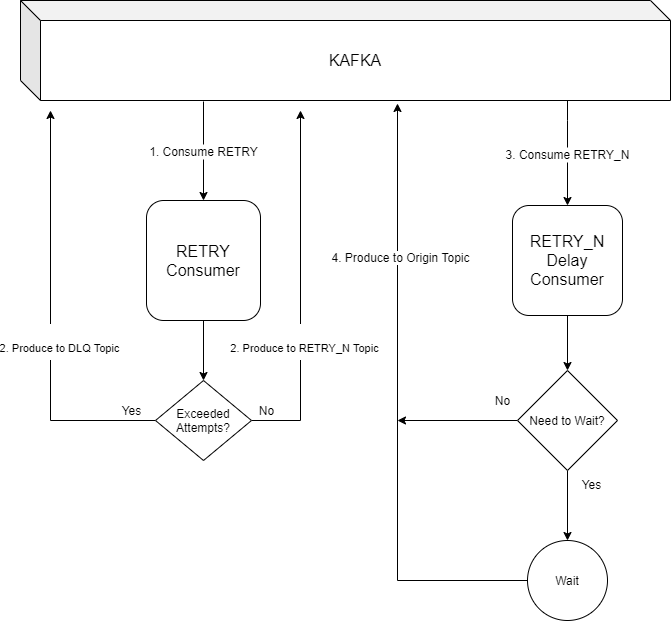 KAFKA
1. Consume RETRY
3. Consume RETRY_N
RETRY
Consumer
RETRY_N
Delay
Consumer
4. Produce to Origin Topic
2. Produce to DLQ Topic
2. Produce to RETRY_N Topic
Yes
Exceeded
Attempts?
No
No
Need to Wait?
Yes
Wait